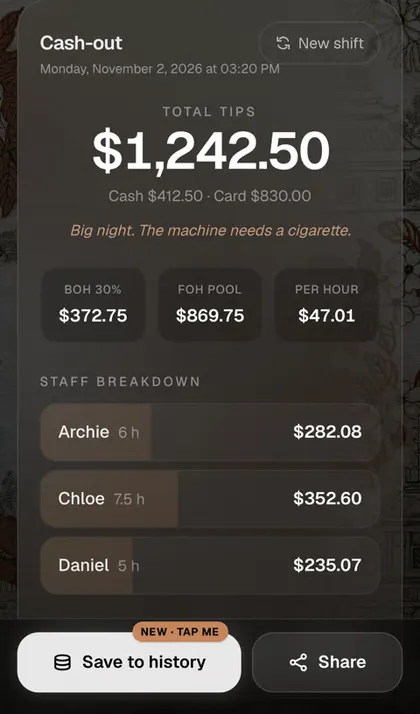 Cash-out
New shift
Monday, November 2, 2026 at 03:20 PM
TOTAL TIPS
$1,242.50
Cash $412.50 · Card $830.00
Big night. The machine needs a cigarette.
BOH 30%
$372.75
FOH POOL
$869.75
PER HOUR
$47.01
STAFF BREAKDOWN
Archie 6 h $282.08
Chloe 7.5 h $352.60
Daniel 5 h $235.07
NEW · TAP ME
Save to history
Share